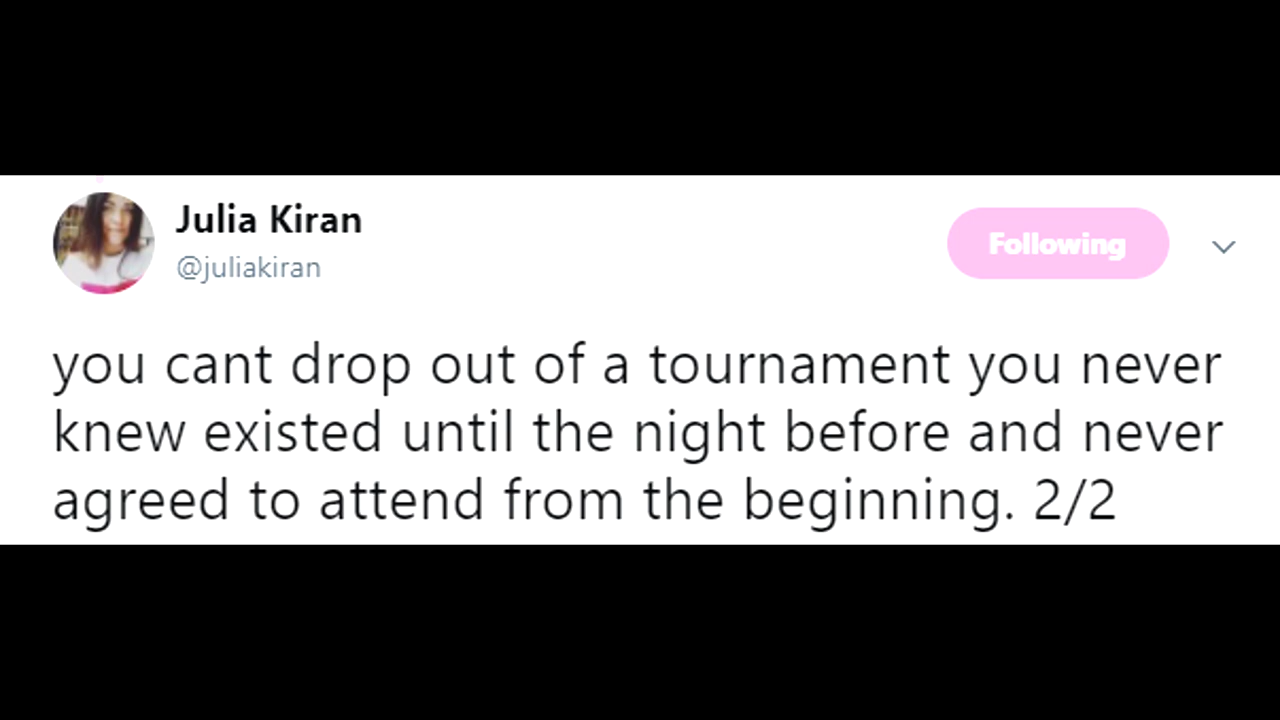 Julia Kiran
@juliakiran
Following
you cant drop out of a tournament you never
knew existed until the night before and never
agreed to attend from the beginning. 2/2